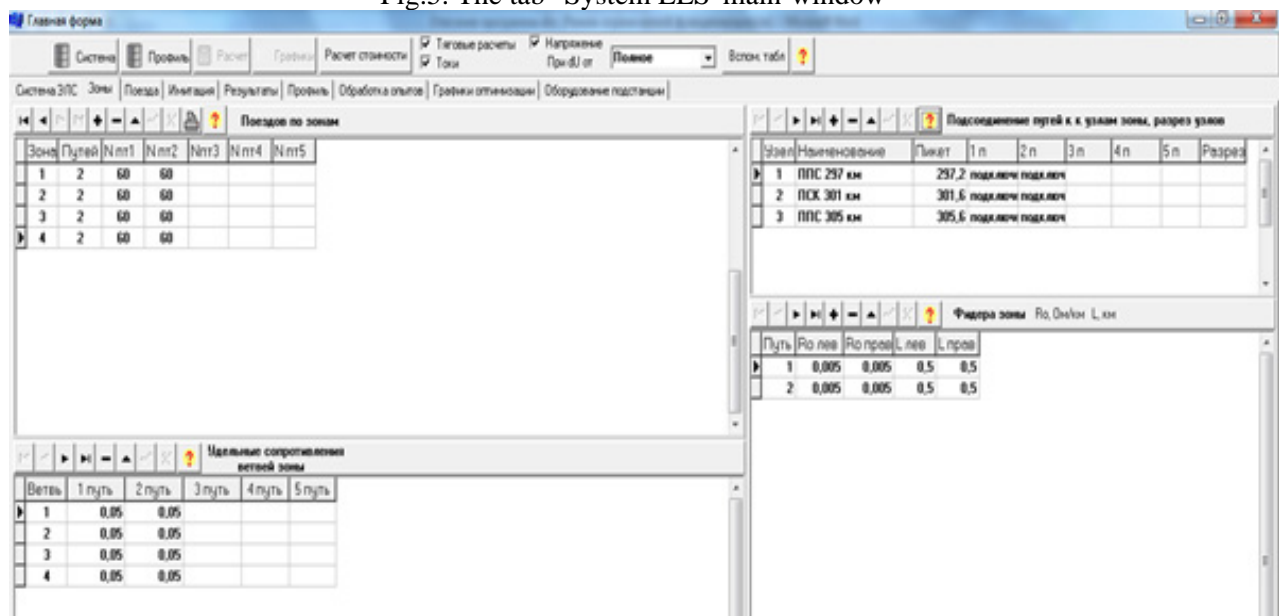 Fig.3. The tab "System EES" main window
Главная форма
Система Профиль Расчет Графики Расчет стоимости Тяговые расчеты Токи Напряжение При dU от Полное Вспом. табл ?
Система ЭПС Зоны Поезда Имитация Результаты Профиль Обработка опытов Графики оптимизации Оборудование подстанции
Поездов по зонам
Зона Путей N пт1 N пт2 Nпт3 N пт4 N пт5
1 2 60 60
2 2 60 60
3 2 60 60
4 2 60 60
Удельные сопротивления
ветвей зоны
Ветвь 1 путь 2 путь 3 путь 4 путь 5 путь
1 0,05 0,05
2 0,05 0,05
3 0,05 0,05
4 0,05 0,05
Подсоединение путей к к узлам зоны, разрез узлов
Узел Наименование Пикет 1 п 2 п 3 п 4 п 5 п Разрез
1 ППС 297 км 297,2 подключ подключ
2 ПСК 301 км 301,6 подключ подключ
3 ППС 305 км 305,6 подключ подключ
Фидера зоны Ro, Ом/км L, км
Путь Ro лев Ro прав L лев L прав
1 0,005 0,005 0,5 0,5
2 0,005 0,005 0,5 0,5